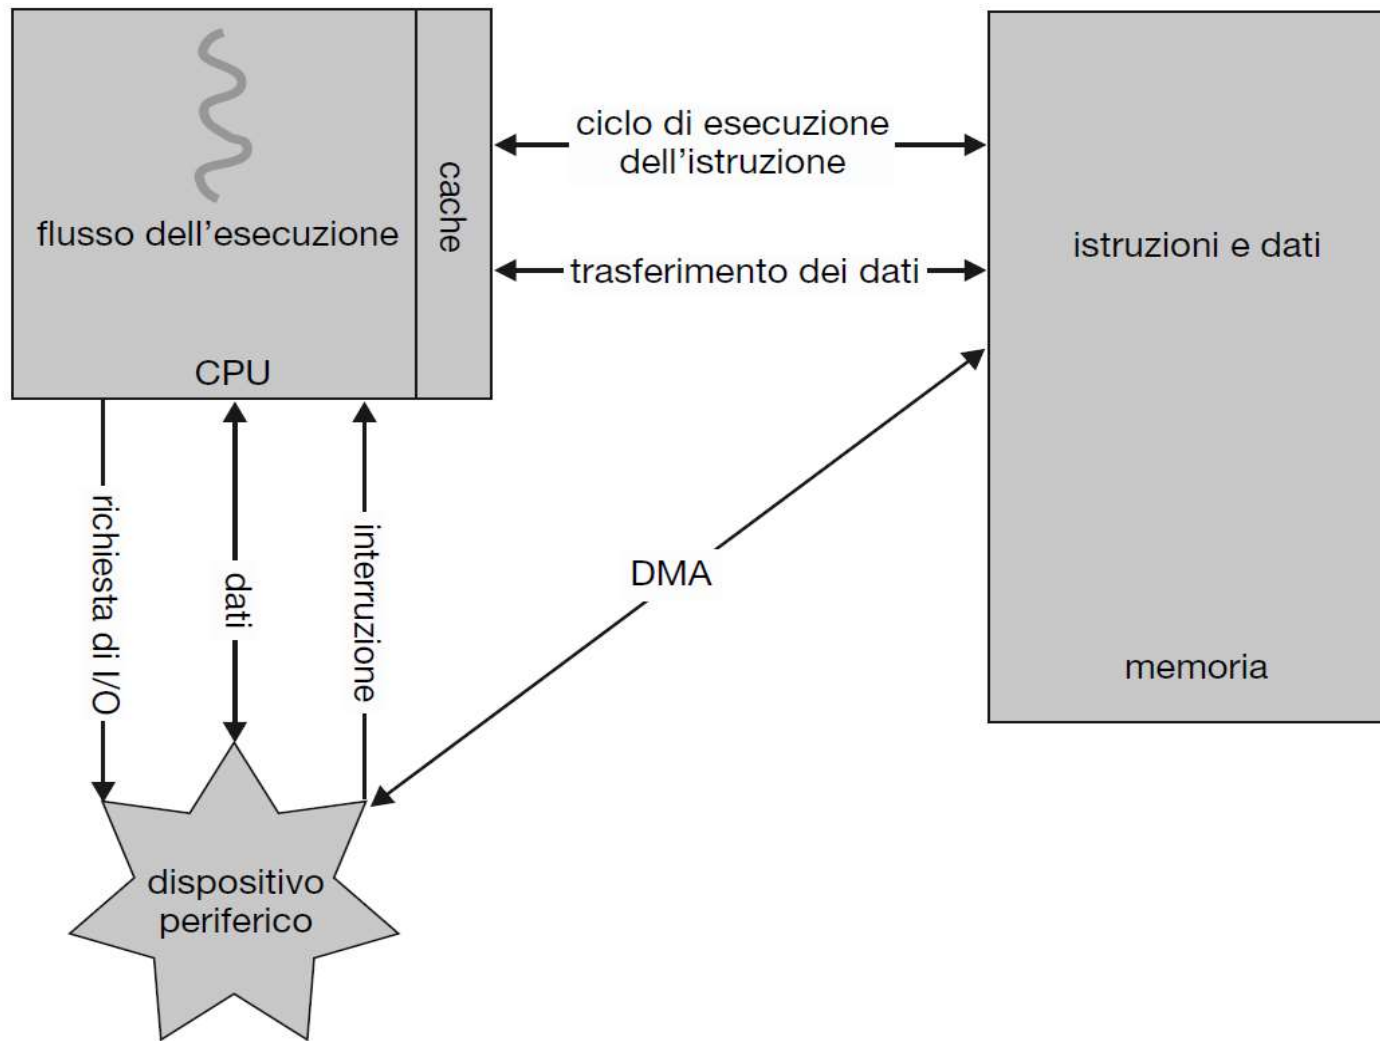 flusso dell’esecuzione
CPU
cache
ciclo di esecuzione
dell’istruzione
trasferimento dei dati
istruzioni e dati
memoria
richiesta di I/O
dati
interruzione
DMA
dispositivo
periferico